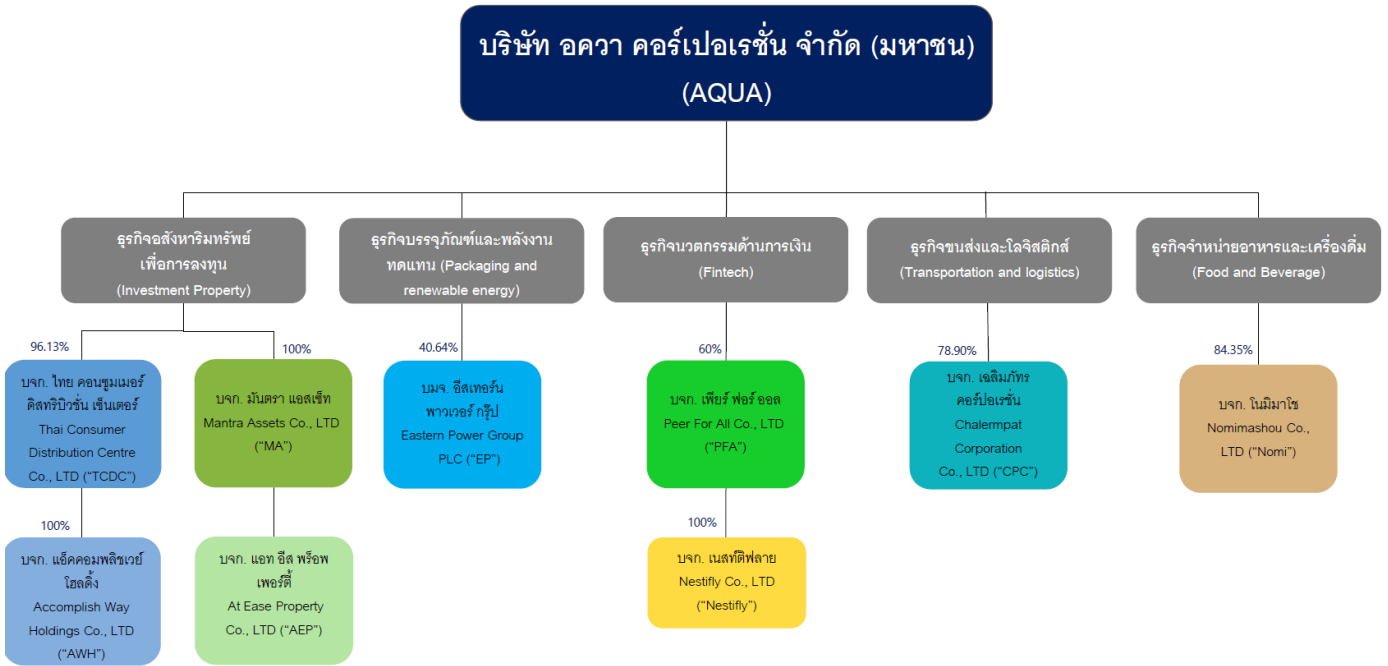 บริษัท อควา คอร์เปอเรชั่น จำกัด (มหาชน)
(AQUA)
ธุรกิจอสังหาริมทรัพย์
เพื่อการลงทุน
(Investment Property)
ธุรกิจบรรจุภัณฑ์และพลังงาน
ทดแทน (Packaging and
renewable energy)
ธุรกิจนวตกรรมด้านการเงิน
(Fintech)
ธุรกิจขนส่งและโลจิสติกส์
(Transportation and logistics)
ธุรกิจจำหน่ายอาหารและเครื่องดื่ม
(Food and Beverage)
96.13%
บจก. ไทย คอนซูมเมอร์
ดิสทริบิวชั่น เซ็นเตอร์
Thai Consumer
Distribution Centre
Co., LTD (“TCDC”)
100%
บจก. มันตรา แอสเซ็ท
Mantra Assets Co., LTD
(“MA”)
40.64%
บมจ. อีสเทอร์น
พาวเวอร์ กรุ๊ป
Eastern Power Group
PLC (“EP”)
60%
บจก. เพียร์ ฟอร์ ออล
Peer For All Co., LTD
(“PFA”)
78.90%
บจก. เฉลิมภัทร
คอร์ปอเรชั่น
Chalermpat
Corporation
Co., LTD (“CPC”)
84.35%
บจก. โนมิมาโช
Nomimashou Co.,
LTD (“Nomi”)
100%
บจก. แอ็คคอมพลิชเวย์
โฮลดิ้ง
Accomplish Way
Holdings Co., LTD
(“AWH”)
บจก. แอท อีส พร็อพ
เพอร์ตี้
At Ease Property
Co., LTD (“AEP”)
100%
บจก. เนสท์ติฟลาย
Nestifly Co., LTD
(“Nestifly”)